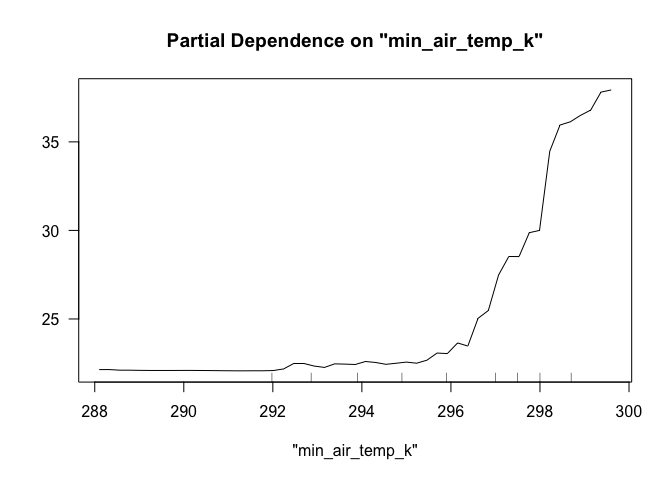 Partial Dependence on "min_air_temp_k"
35
30
25
288 290 292 294 296 298 300
"min_air_temp_k"